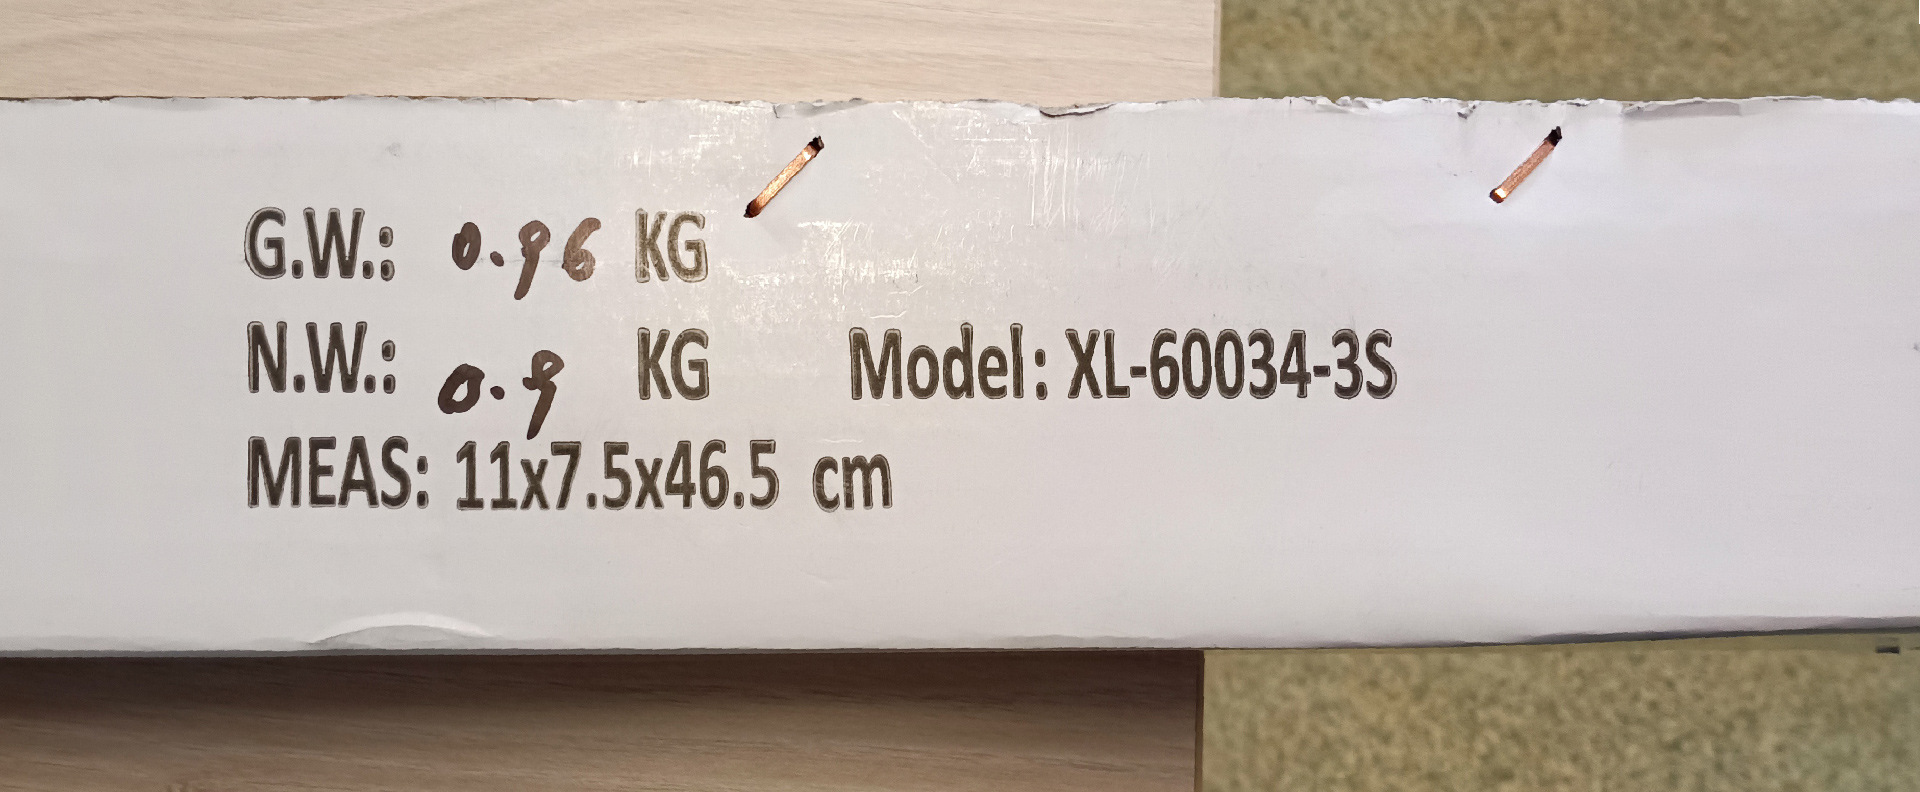 G.W.: 0.96 KG
N.W.: 0.9 KG Model: XL-60034-3S
MEAS: 11x7.5x46.5 cm